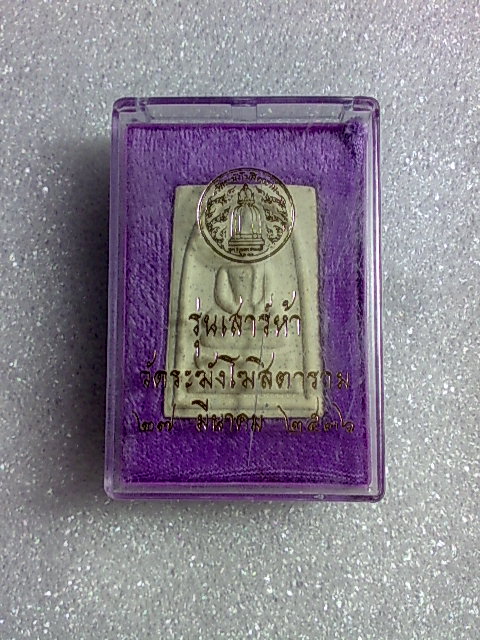 รุ่นเสาร์ห้า
วัดระฆังโฆสิตาราม
๒๗ มีนาคม ๒๕๓๖